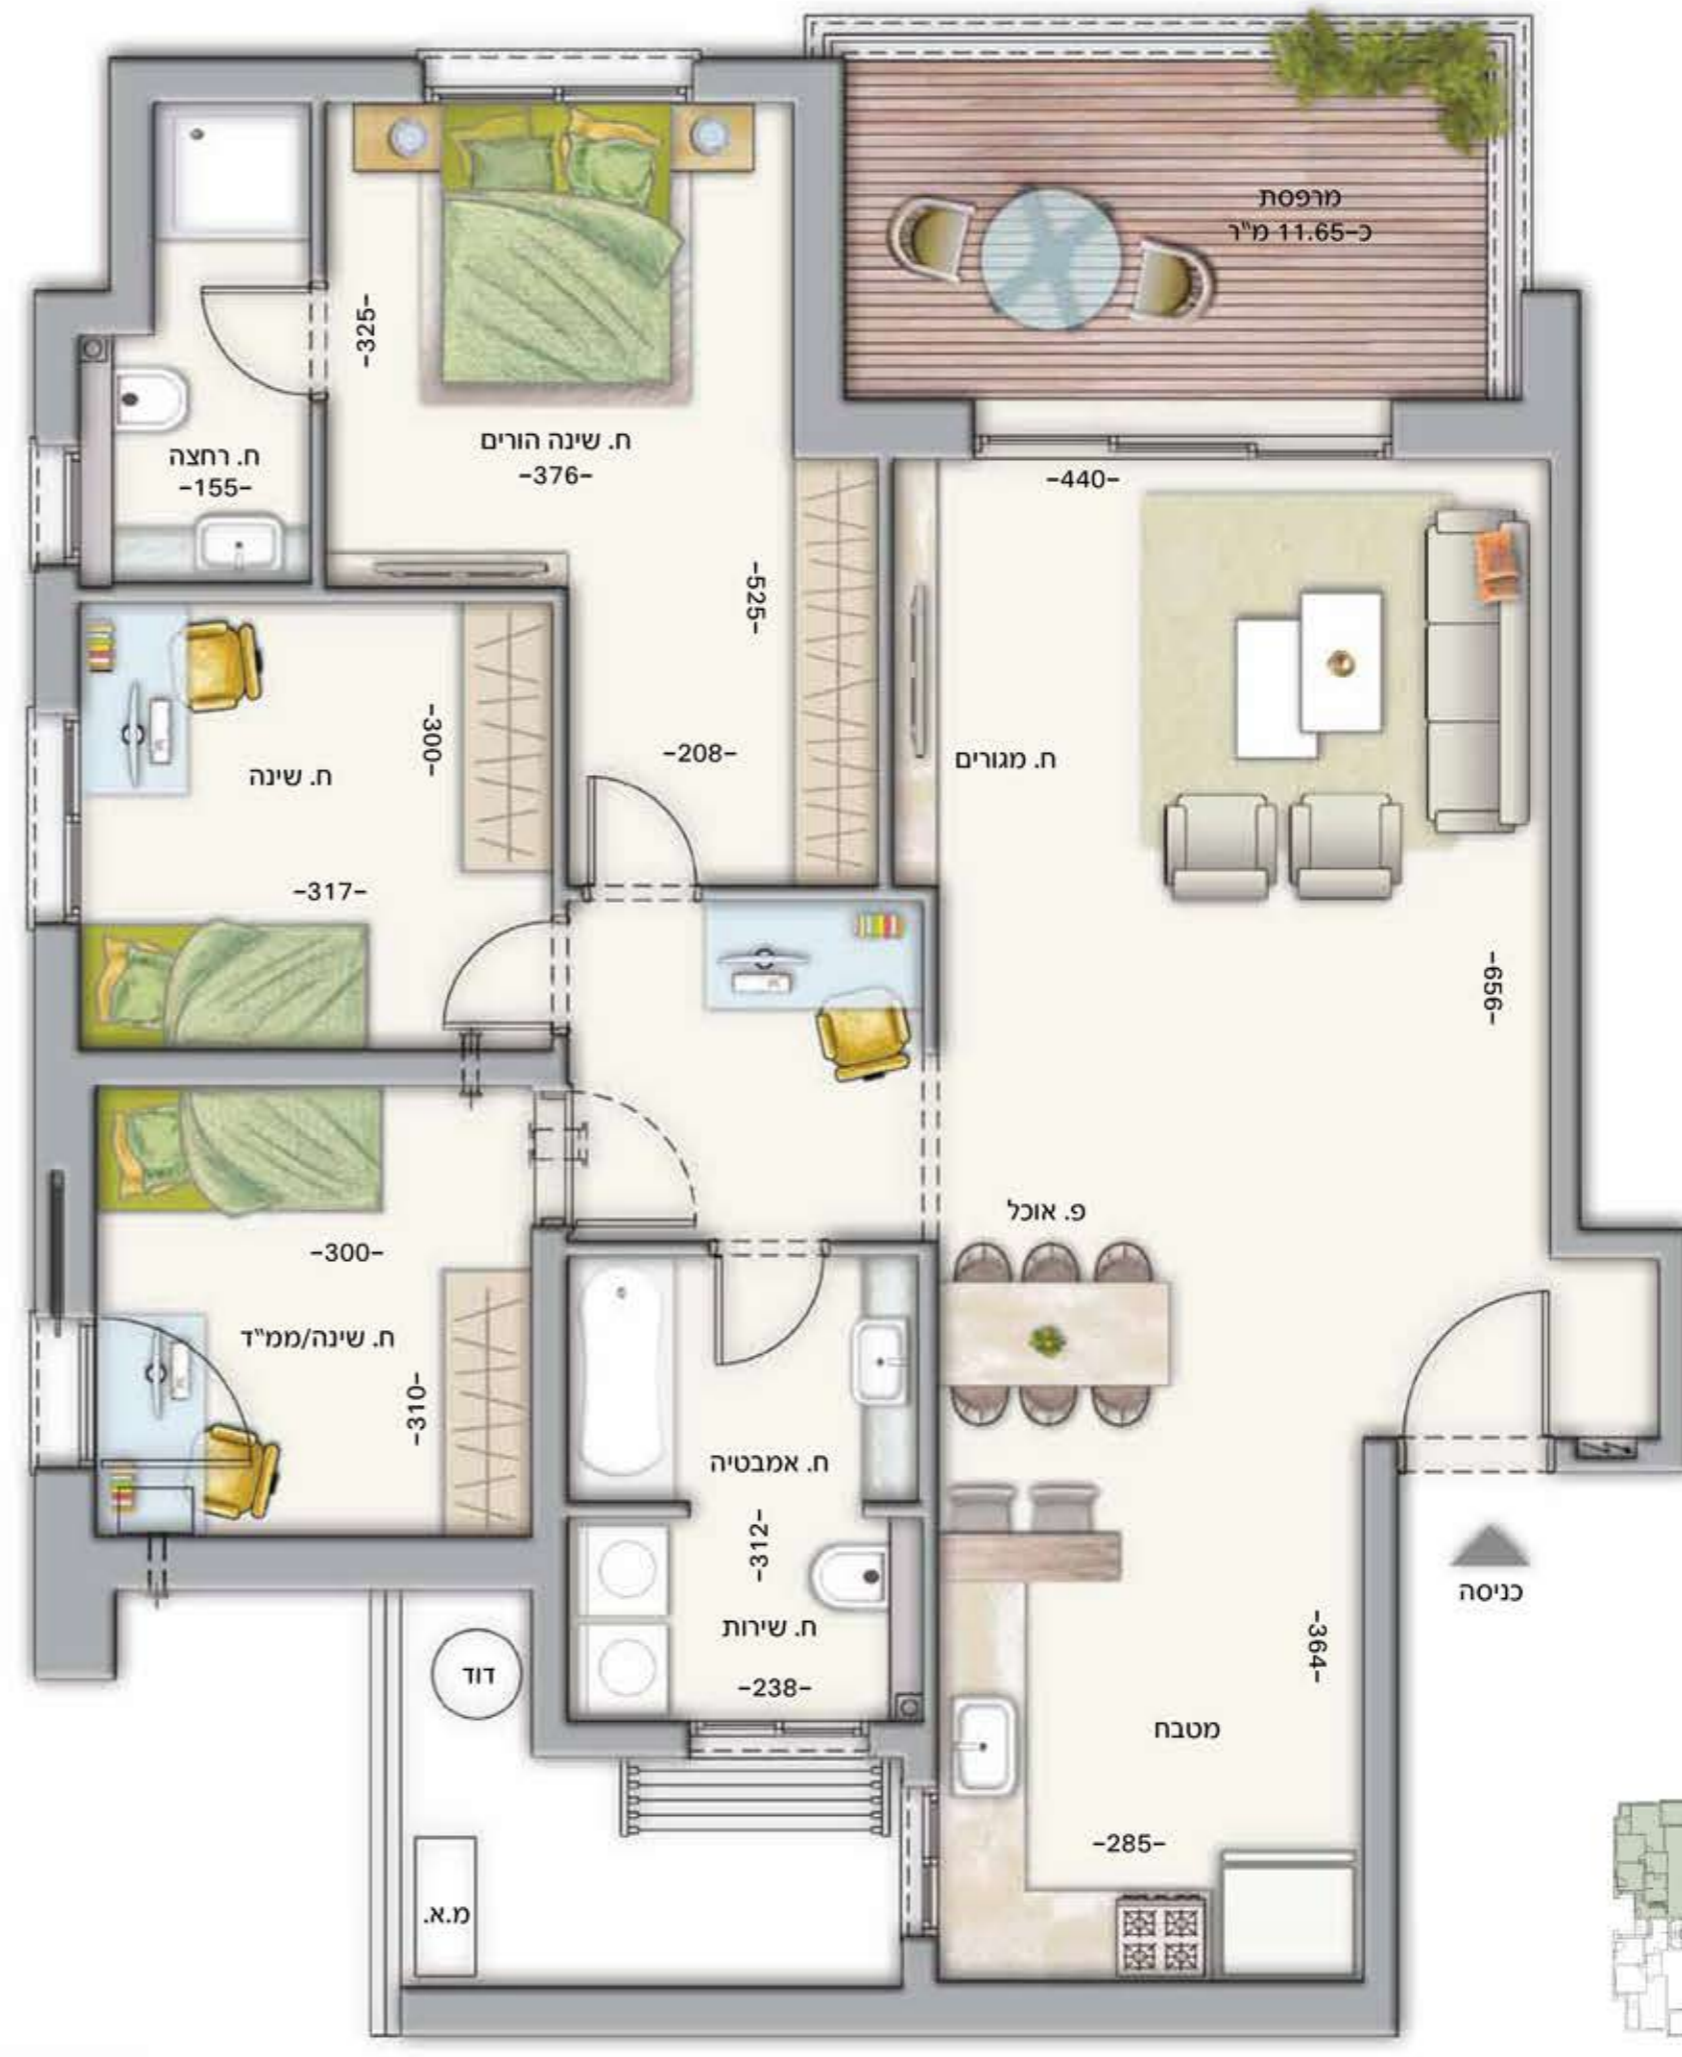 מרפסת
כ-11.65 מ"ר
-325-
ח. שינה הורים
-376-
ח. רחצה
-155-
-440-
-525-
-300-
-208-
ח. מגורים
ח. שינה
-317-
-656-
פ. אוכל
-300-
ח. שינה/ממ"ד
-310-
ח. אמבטיה
-312-
כניסה
ח. שירות
-364-
דוד
-238-
מטבח
-285-
מ.א.